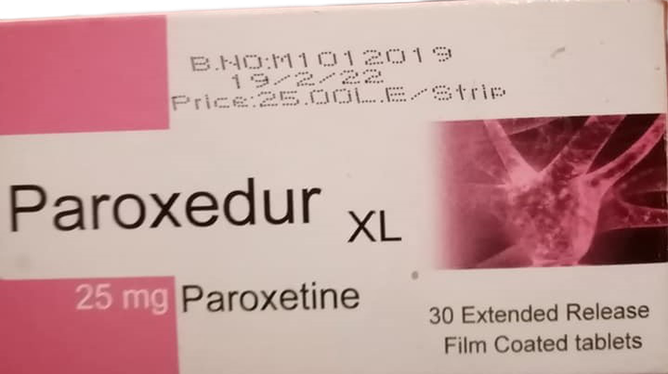 B.NO:M1012019
19/2/22
Price:25.00L.E/Strip
Paroxedur XL
25 mg Paroxetine
30 Extended Release
Film Coated tablets